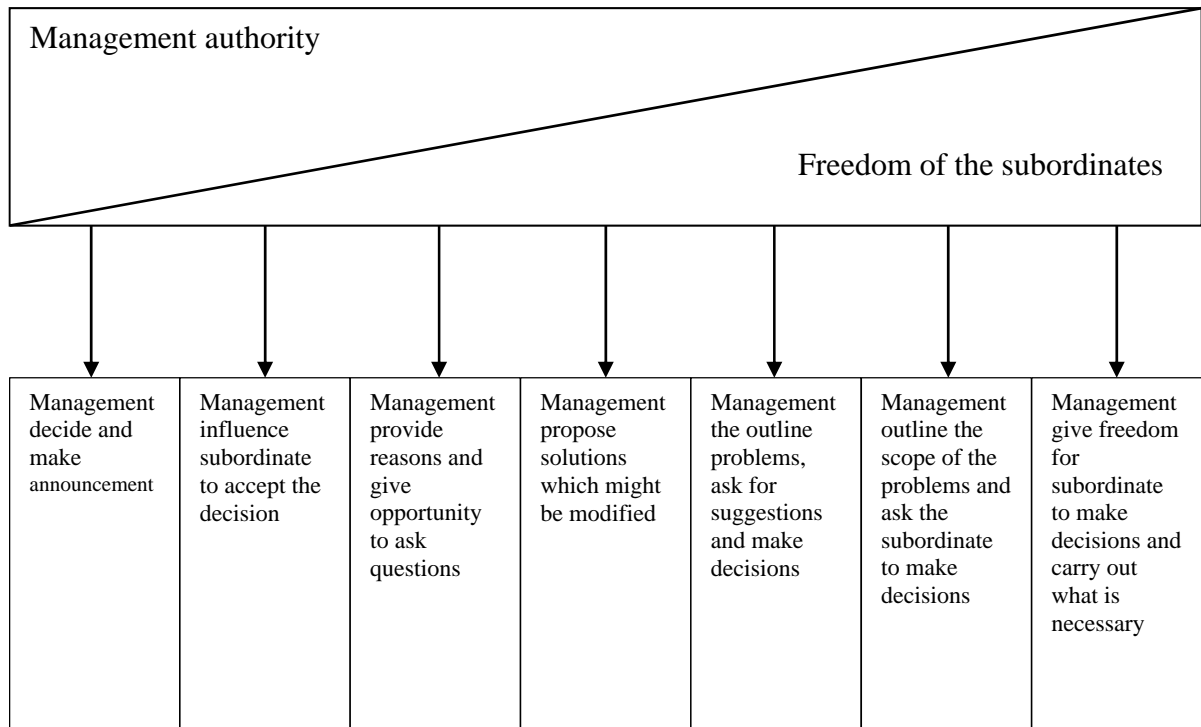 Management authority
Freedom of the subordinates
Management
decide and
make
announcement
Management
influence
subordinate
to accept the
decision
Management
provide
reasons and
give
opportunity
to ask
questions
Management
propose
solutions
which might
be modified
Management
the outline
problems,
ask for
suggestions
and make
decisions
Management
outline the
scope of the
problems and
ask the
subordinate
to make
decisions
Management
give freedom
for
subordinate
to make
decisions and
carry out
what is
necessary